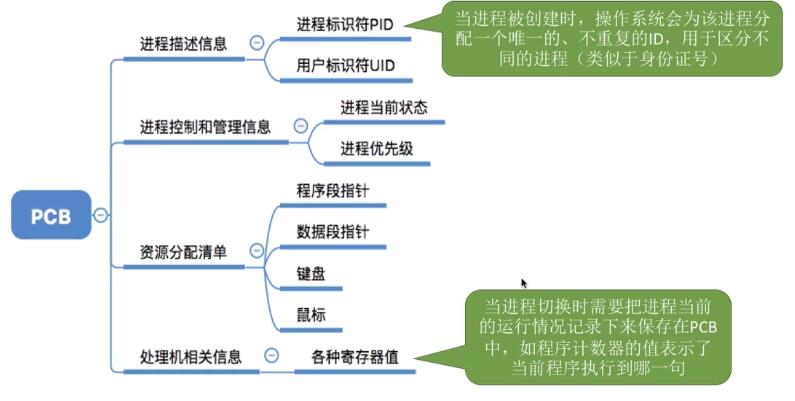 当进程被创建时，操作系统会为该进程分
配一个唯一的、不重复的ID，用于区分不
同的进程（类似于身份证号）
进程标识符PID
进程描述信息
用户标识符UID
进程当前状态
进程控制和管理信息
进程优先级
PCB
程序段指针
数据段指针
资源分配清单
键盘
鼠标
当进程切换时需要把进程当前
的运行情况记录下来保存在PCB
中，如程序计数器的值表示了
当前程序执行到哪一句
处理机相关信息
各种寄存器值